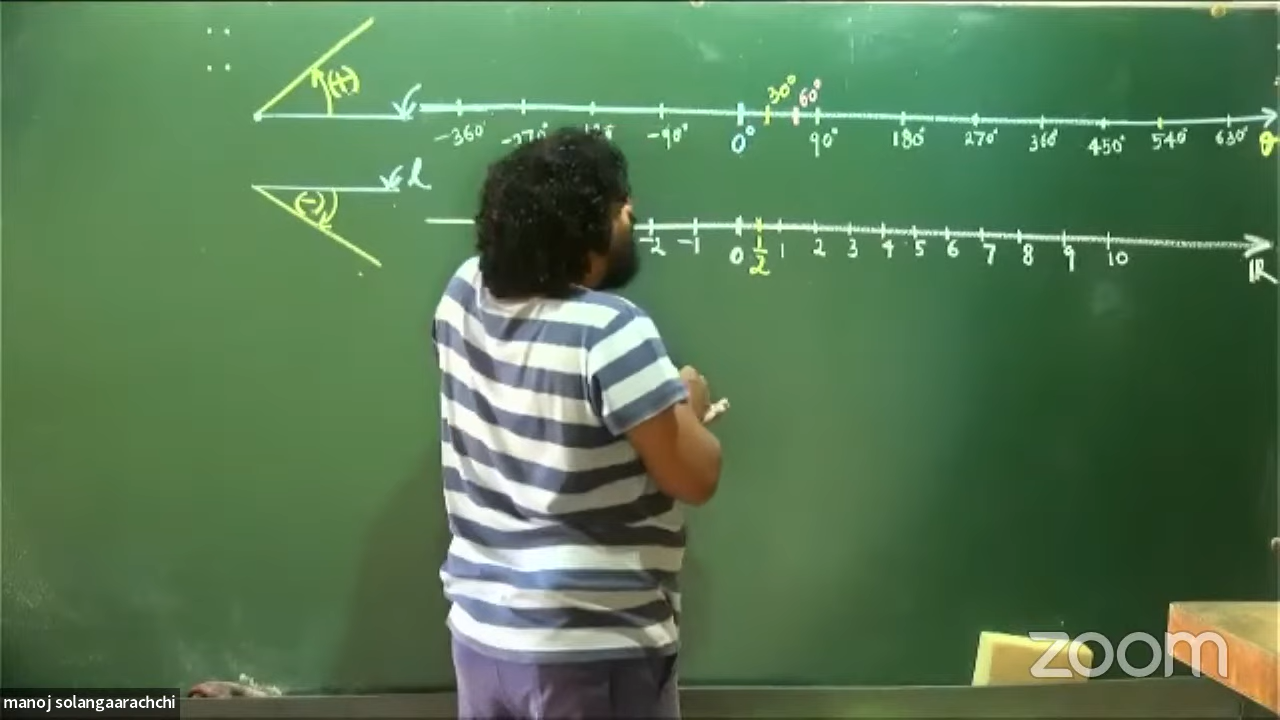 (+)
30° 60°
-360° -270° -90° 0° 90° 180° 270° 360° 450° 540° 630° θ
(-) l
-2 -1 0 1/2 1 2 3 4 5 6 7 8 9 10
IR
zoom
manoj solangaarachchi